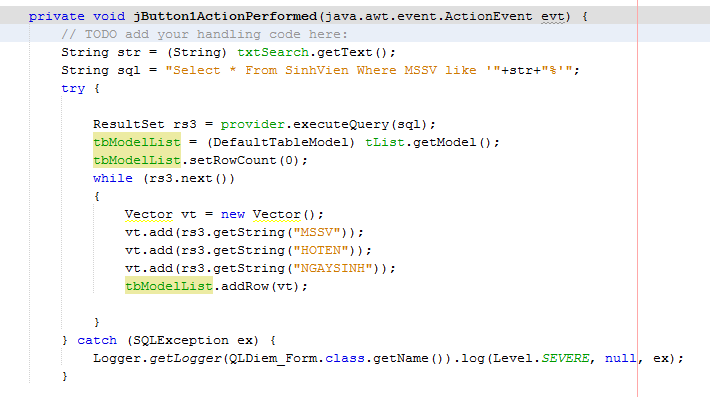 private void jButton1ActionPerformed(java.awt.event.ActionEvent evt) {
// TODO add your handling code here:
String str = (String) txtSearch.getText();
String sql = "Select * From SinhVien Where MSSV like '"+str+"%'";
try {
ResultSet rs3 = provider.executeQuery(sql);
tbModelList = (DefaultTableModel) tList.getModel();
tbModelList.setRowCount(0);
while (rs3.next())
{
Vector vt = new Vector();
vt.add(rs3.getString("MSSV"));
vt.add(rs3.getString("HOTEN"));
vt.add(rs3.getString("NGAYSINH"));
tbModelList.addRow(vt);
}
} catch (SQLException ex) {
Logger.getLogger(QLDiem_Form.class.getName()).log(Level.SEVERE, null, ex);
}